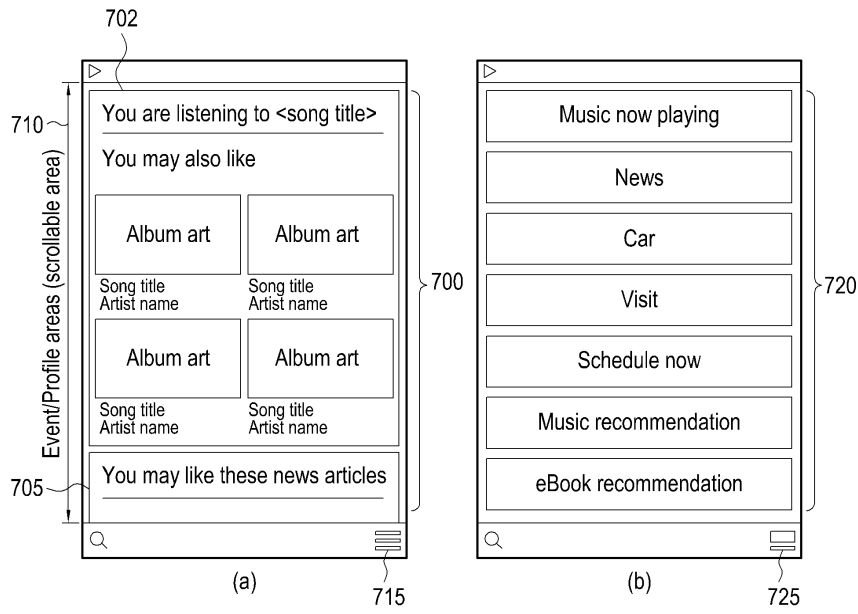 702
710
You are listening to <song title>
You may also like
Album art
Album art
Song title
Artist name
Song title
Artist name
Album art
Album art
Song title
Artist name
Song title
Artist name
You may like these news articles
Event/Profile areas (scrollable area)
700
705
715
(a)
Music now playing
News
Car
Visit
Schedule now
Music recommendation
eBook recommendation
720
725
(b)